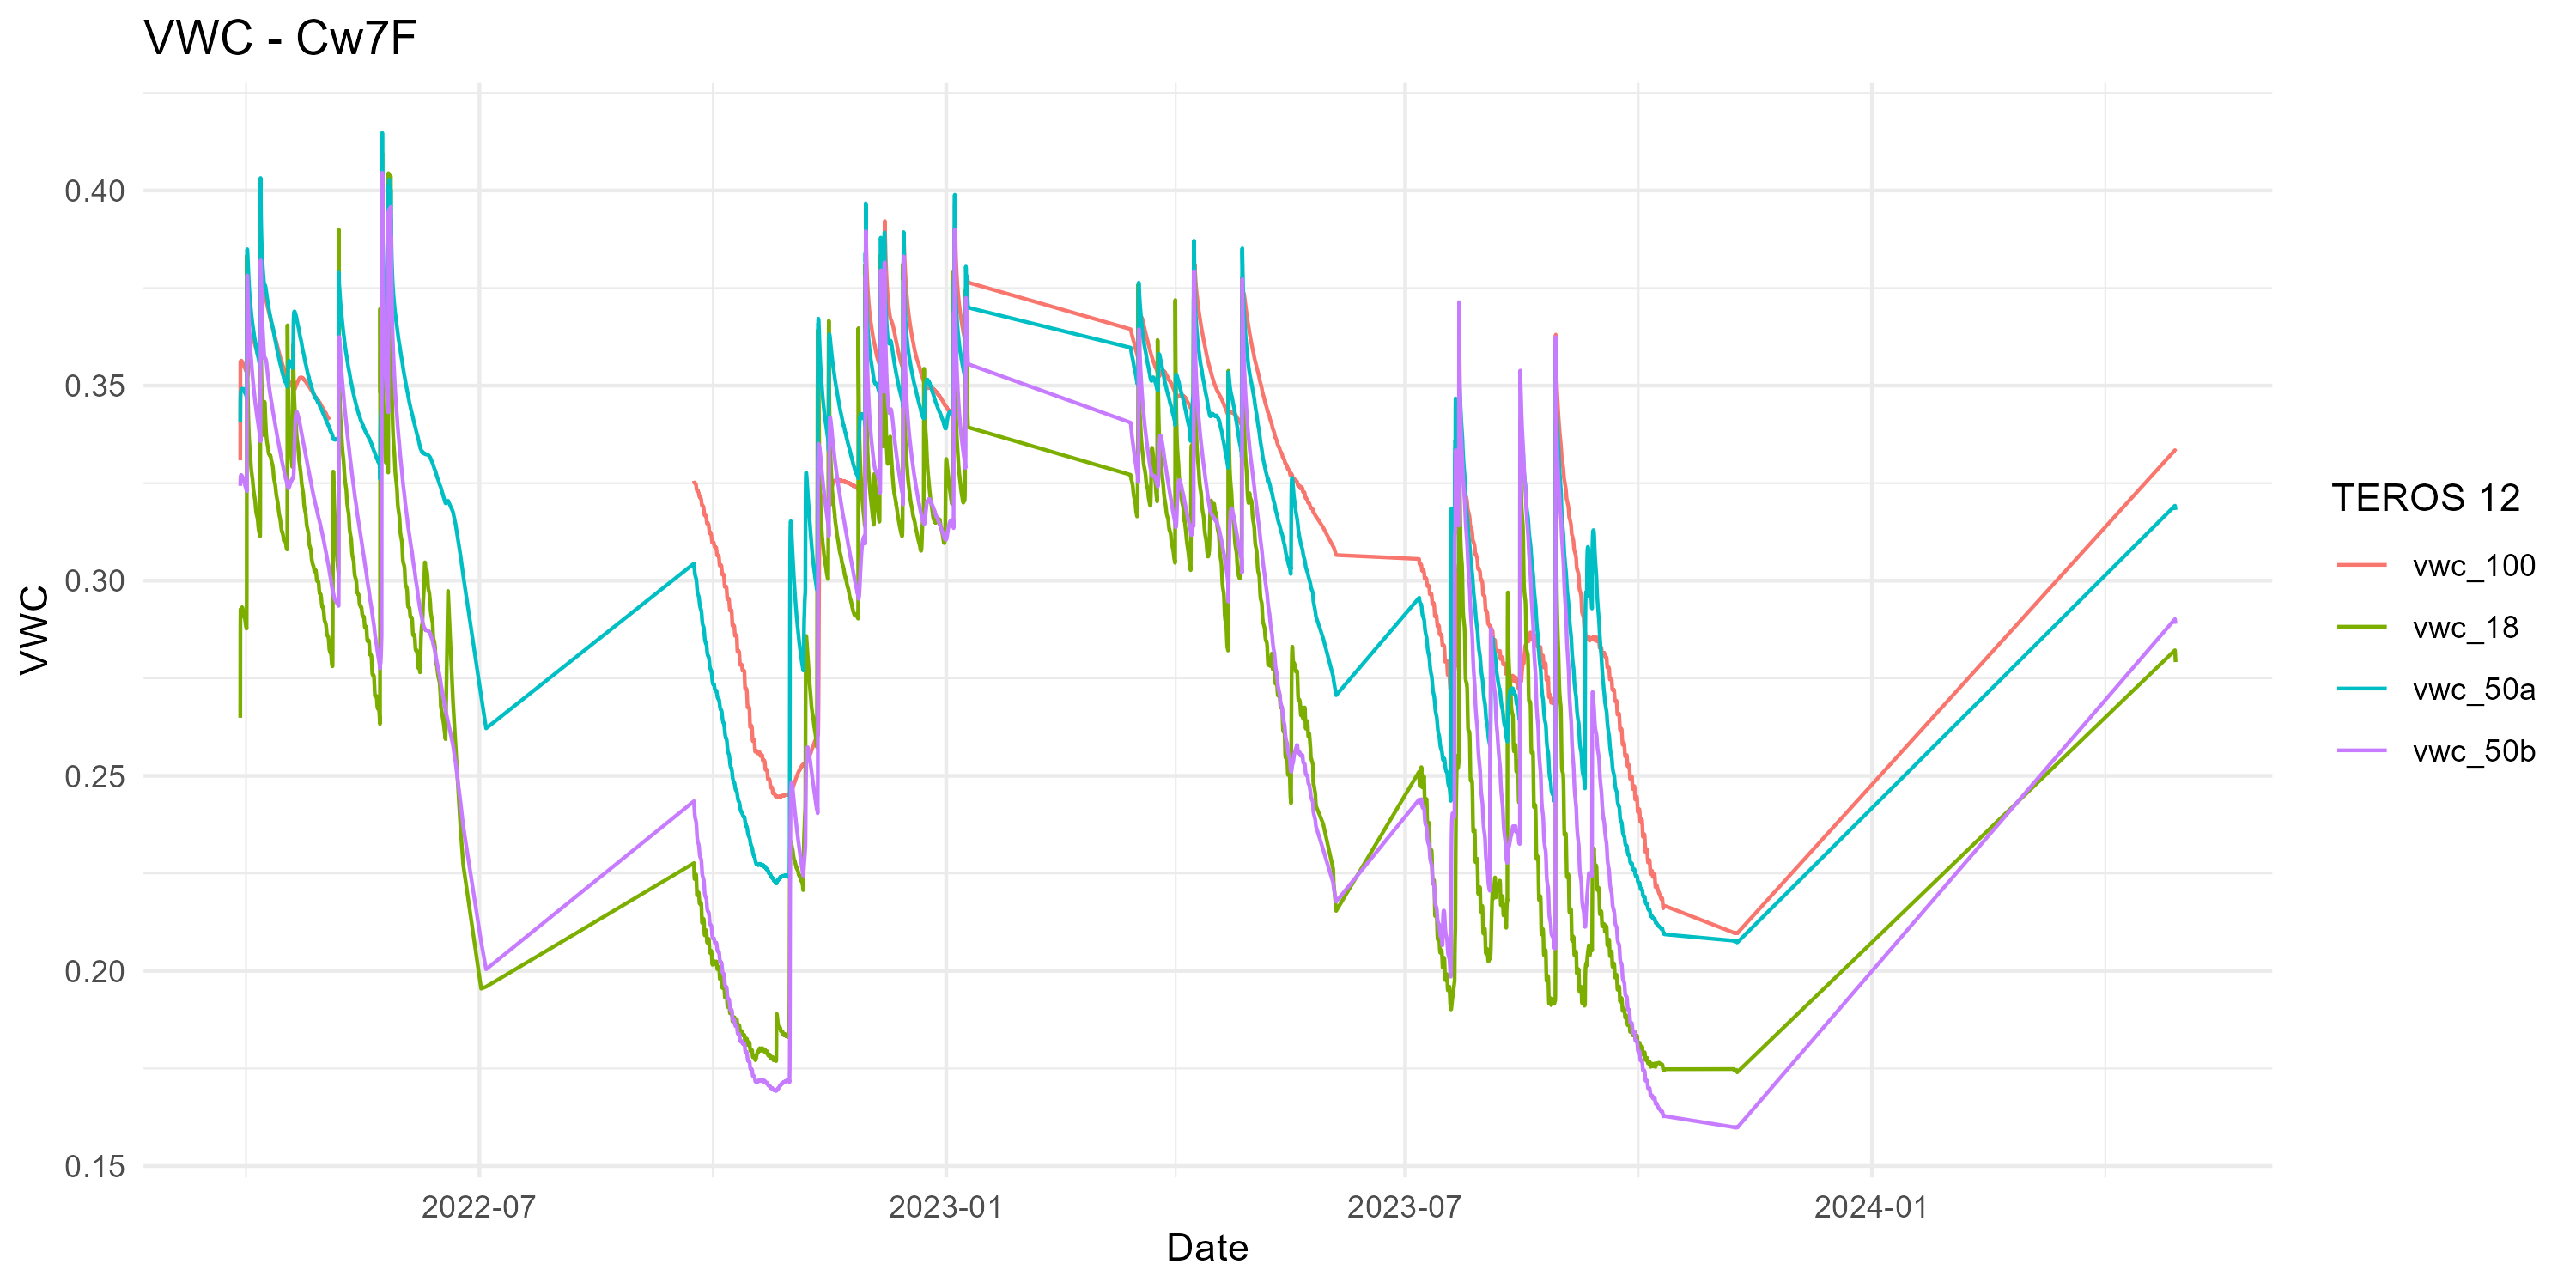 VWC - Cw7F
0.40
0.35
0.30
0.25
0.20
0.15
VWC
2022-07
2023-01
2023-07
2024-01
Date
TEROS 12
vwc_100
vwc_18
vwc_50a
vwc_50b